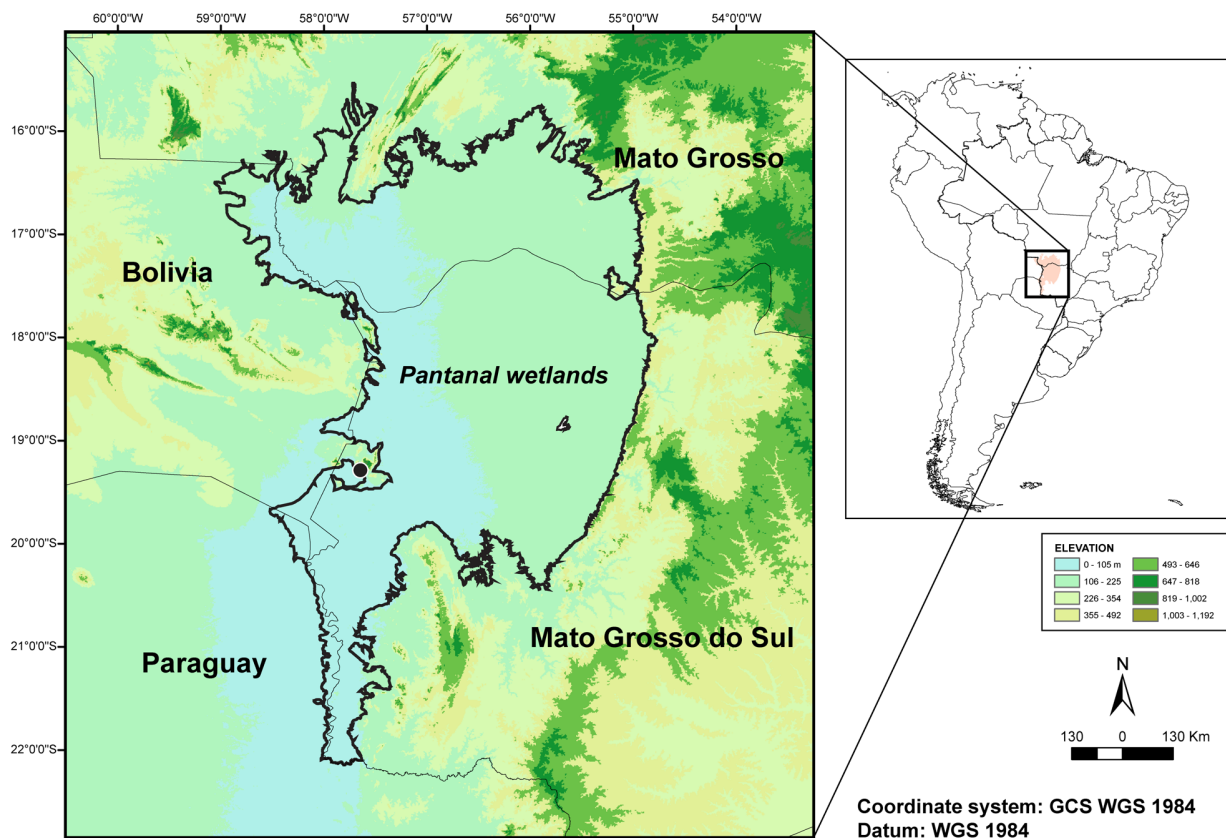 60°0'0"W 59°0'0"W 58°0'0"W 57°0'0"W 56°0'0"W 55°0'0"W 54°0'0"W
16°0'0"S
Mato Grosso
17°0'0"S
Bolivia
18°0'0"S
Pantanal wetlands
19°0'0"S
20°0'0"S
ELEVATION
0 - 105 m 493 - 646
106 - 225 647 - 818
226 - 354 819 - 1,002
355 - 492 1,003 - 1,192
21°0'0"S
Mato Grosso do Sul
Paraguay
N
22°0'0"S
130 0 130 Km
Coordinate system: GCS WGS 1984
Datum: WGS 1984